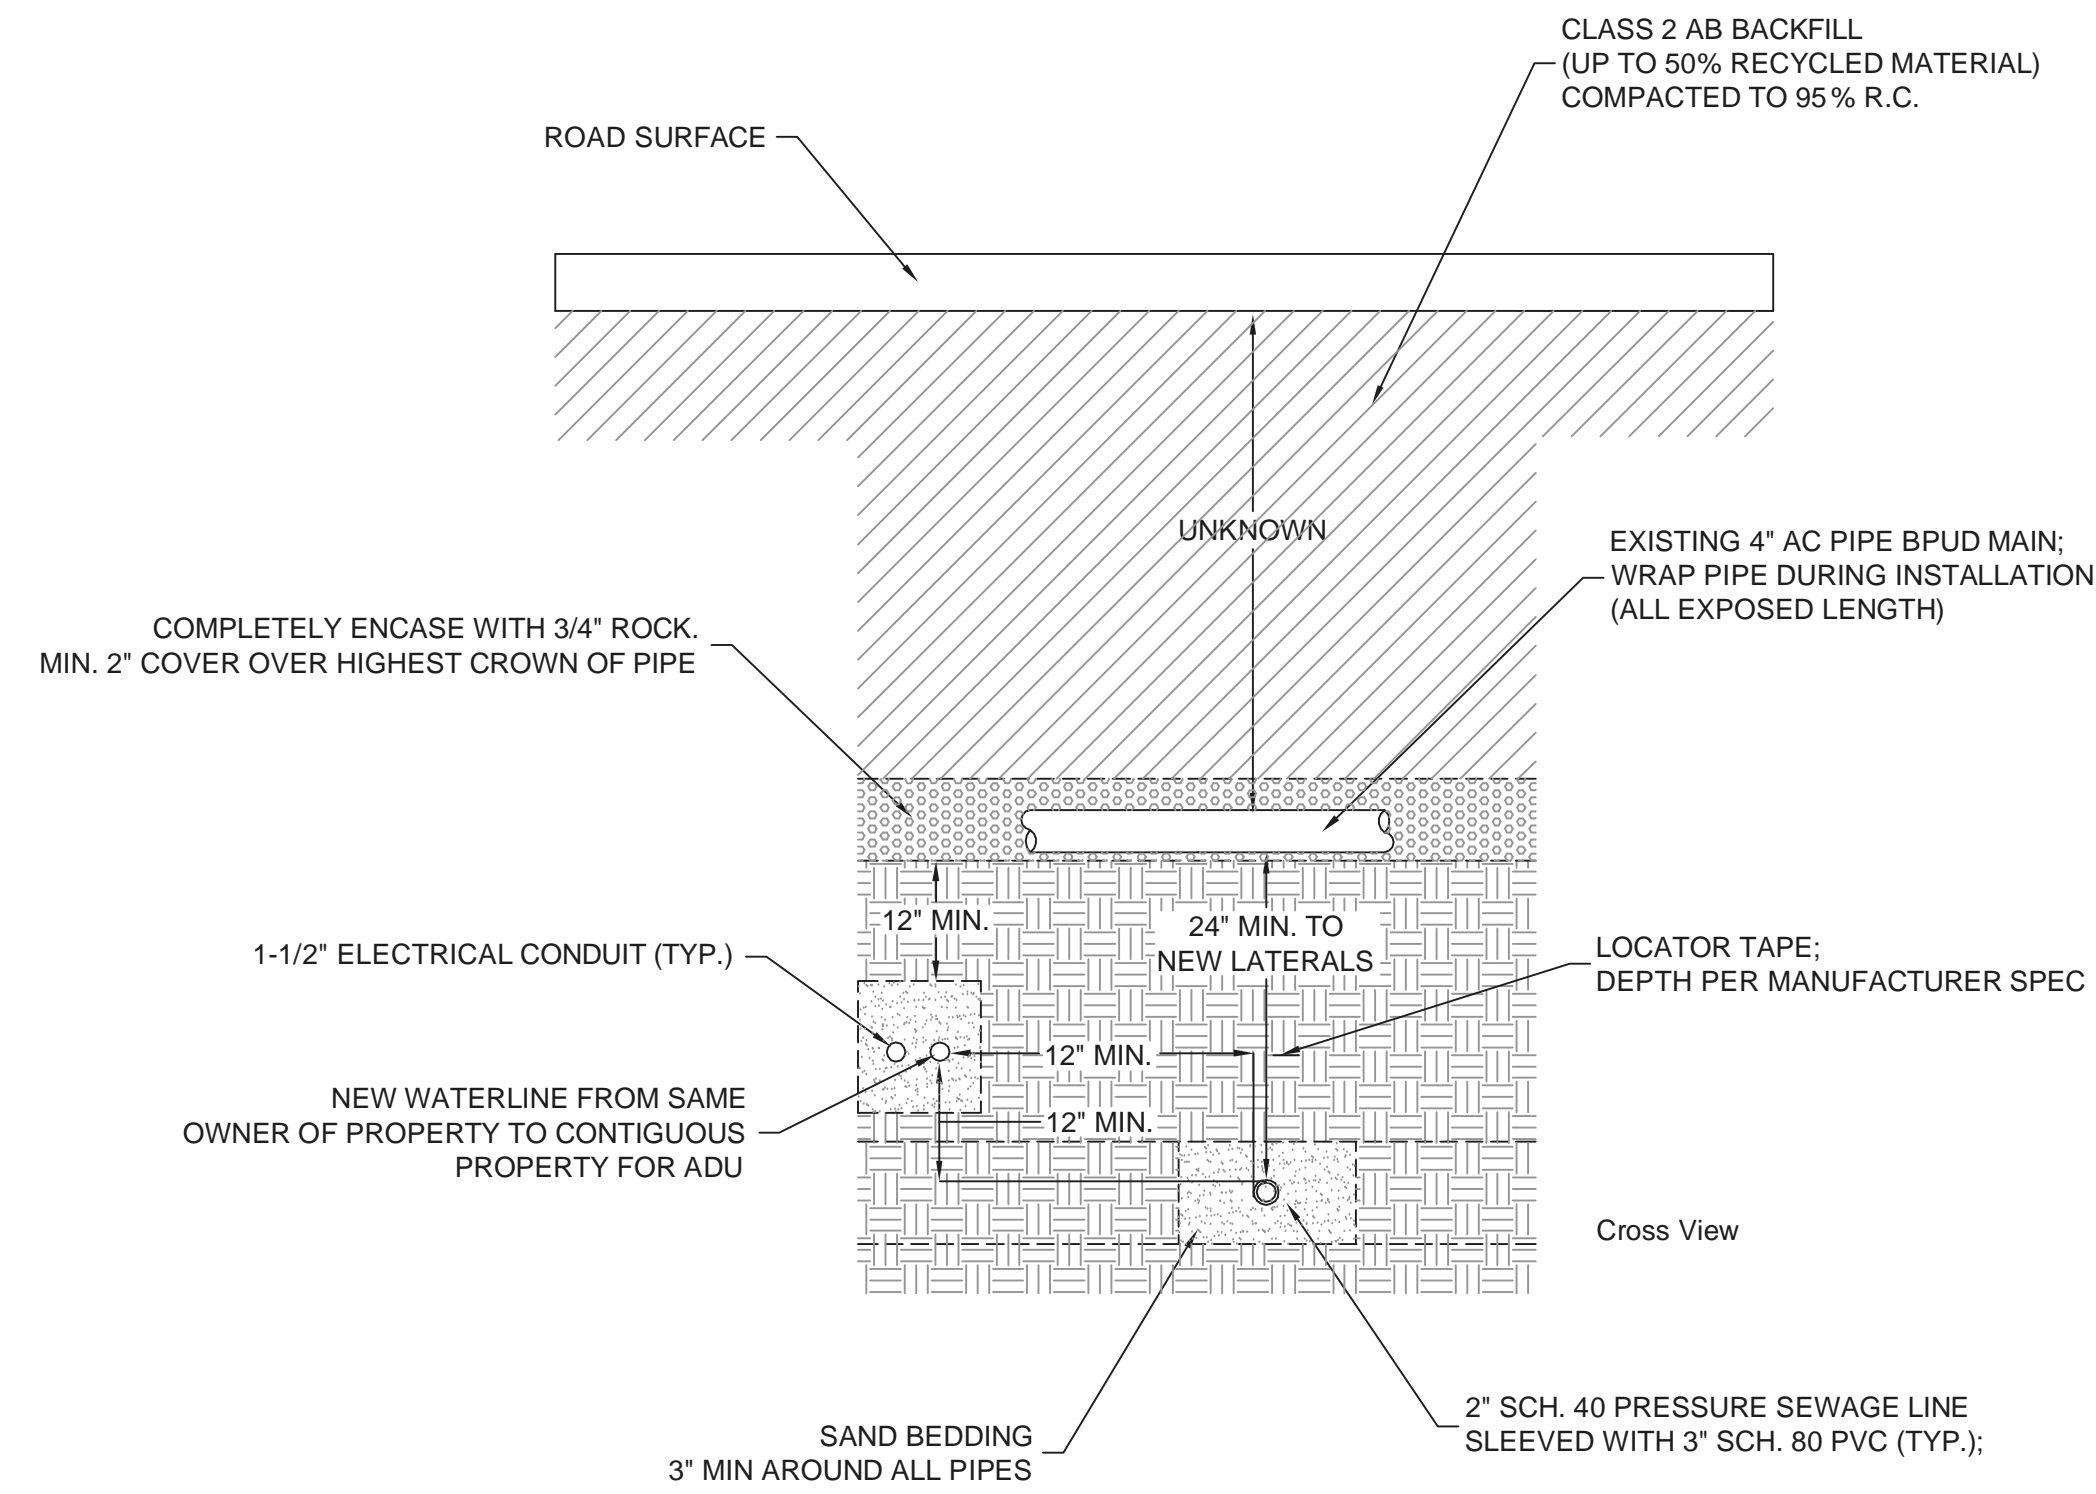 CLASS 2 AB BACKFILL
(UP TO 50% RECYCLED MATERIAL)
COMPACTED TO 95% R.C.
ROAD SURFACE
UNKNOWN
EXISTING 4" AC PIPE BPUD MAIN;
WRAP PIPE DURING INSTALLATION
(ALL EXPOSED LENGTH)
COMPLETELY ENCASE WITH 3/4" ROCK.
MIN. 2" COVER OVER HIGHEST CROWN OF PIPE
12" MIN.
24" MIN. TO
NEW LATERALS
1-1/2" ELECTRICAL CONDUIT (TYP.)
LOCATOR TAPE;
DEPTH PER MANUFACTURER SPEC
12" MIN.
NEW WATERLINE FROM SAME
OWNER OF PROPERTY TO CONTIGUOUS
PROPERTY FOR ADU
12" MIN.
Cross View
SAND BEDDING
3" MIN AROUND ALL PIPES
2" SCH. 40 PRESSURE SEWAGE LINE
SLEEVED WITH 3" SCH. 80 PVC (TYP.);